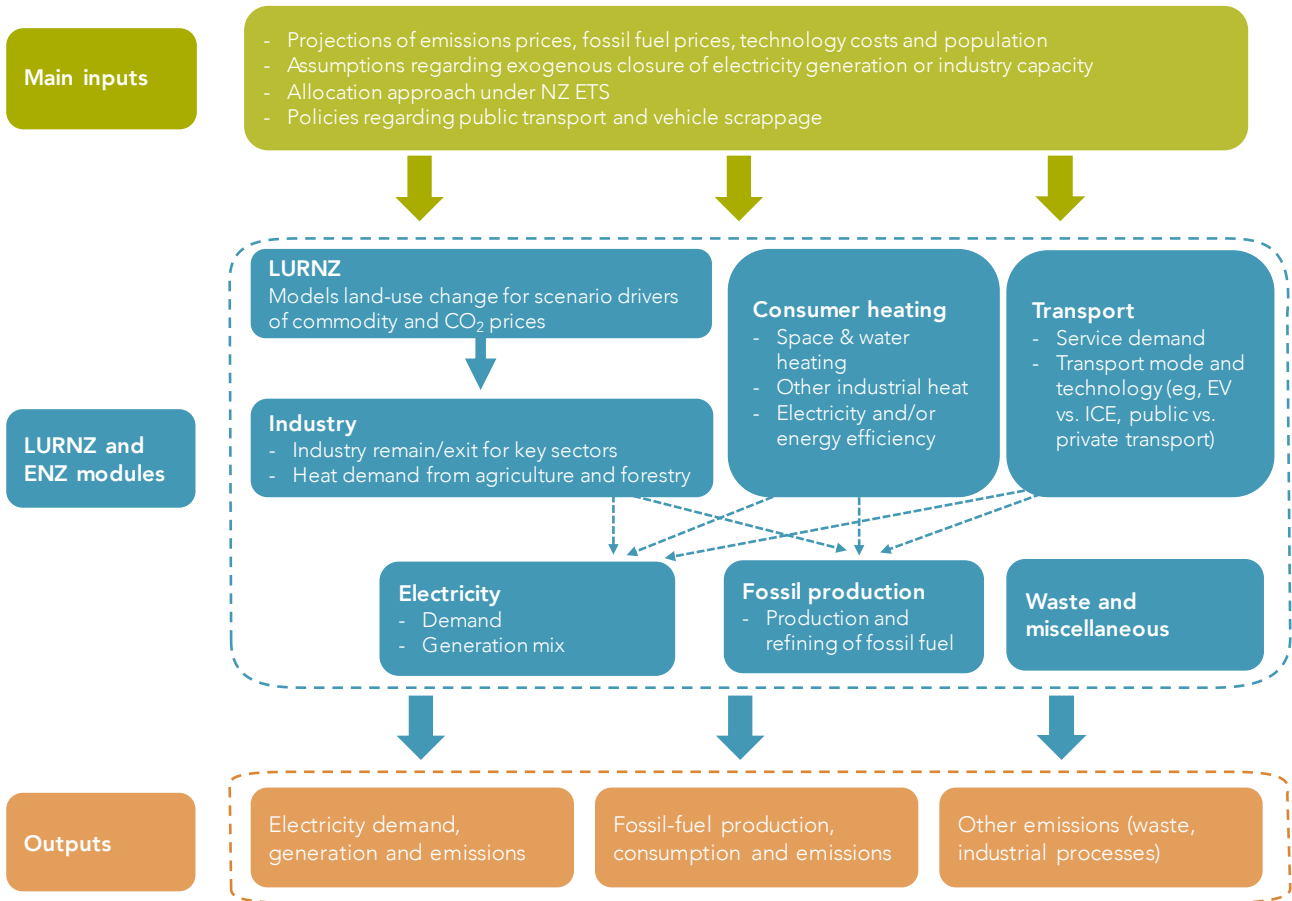 Main inputs
- Projections of emissions prices, fossil fuel prices, technology costs and population
- Assumptions regarding exogenous closure of electricity generation or industry capacity
- Allocation approach under NZ ETS
- Policies regarding public transport and vehicle scrappage
LURNZ and
ENZ modules
LURNZ
Models land-use change for scenario drivers
of commodity and CO₂ prices
Industry
- Industry remain/exit for key sectors
- Heat demand from agriculture and forestry
Consumer heating
- Space & water
heating
- Other industrial heat
- Electricity and/or
energy efficiency
Transport
- Service demand
- Transport mode and
technology (eg, EV
vs. ICE, public vs.
private transport)
Electricity
- Demand
- Generation mix
Fossil production
- Production and
refining of fossil fuel
Waste and
miscellaneous
Outputs
Electricity demand,
generation and emissions
Fossil-fuel production,
consumption and emissions
Other emissions (waste,
industrial processes)